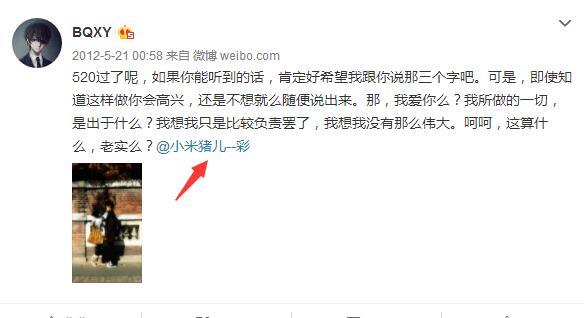 BQXY
2012-5-21 00:58 来自 微博 weibo.com
520过了呢，如果你能听到的话，肯定好希望我跟你说那三个字吧。可是，即使知
道这样做你会高兴，还是不想就么随便说出来。那，我爱你么？我所做的一切，
是出于什么？我想我只是比较负责罢了，我想我没有那么伟大。呵呵，这算什
么，老实么？@小米猪儿--彩